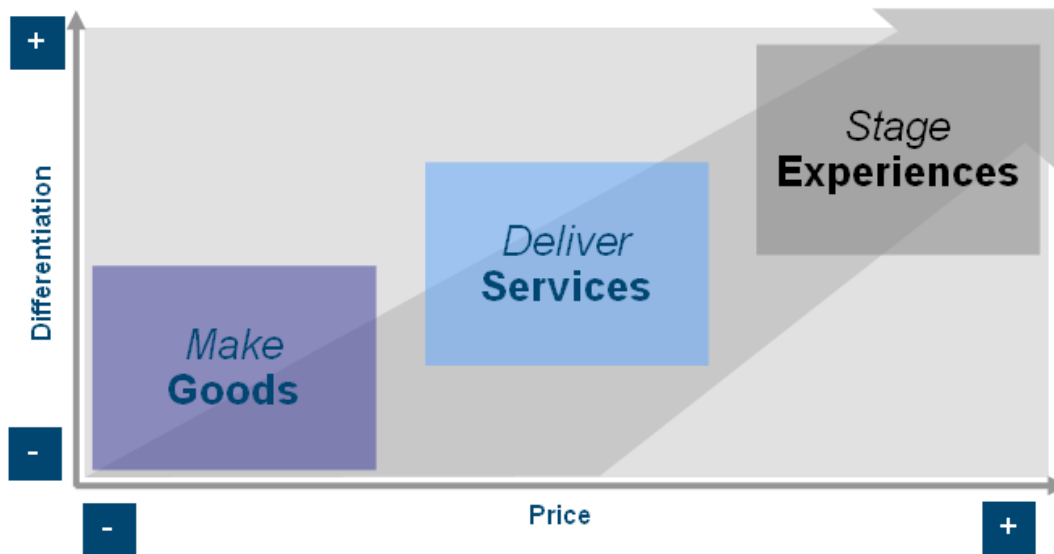 +
Stage
Experiences
Deliver
Services
Make
Goods
Differentiation
-
-
Price
+